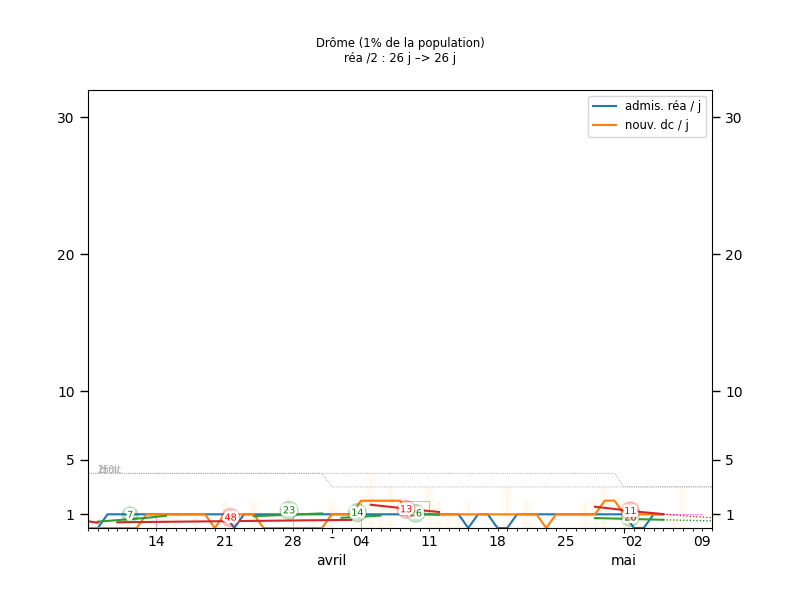 Drôme (1% de la population)
réa /2 : 26 j –> 26 j
admis. réa / j
nouv. dc / j
30 30
20 20
10 10
5 5
1 1
7 48 23 14 13 26 11
14 21 28 - 04 11 18 25 - 02 09
avril mai